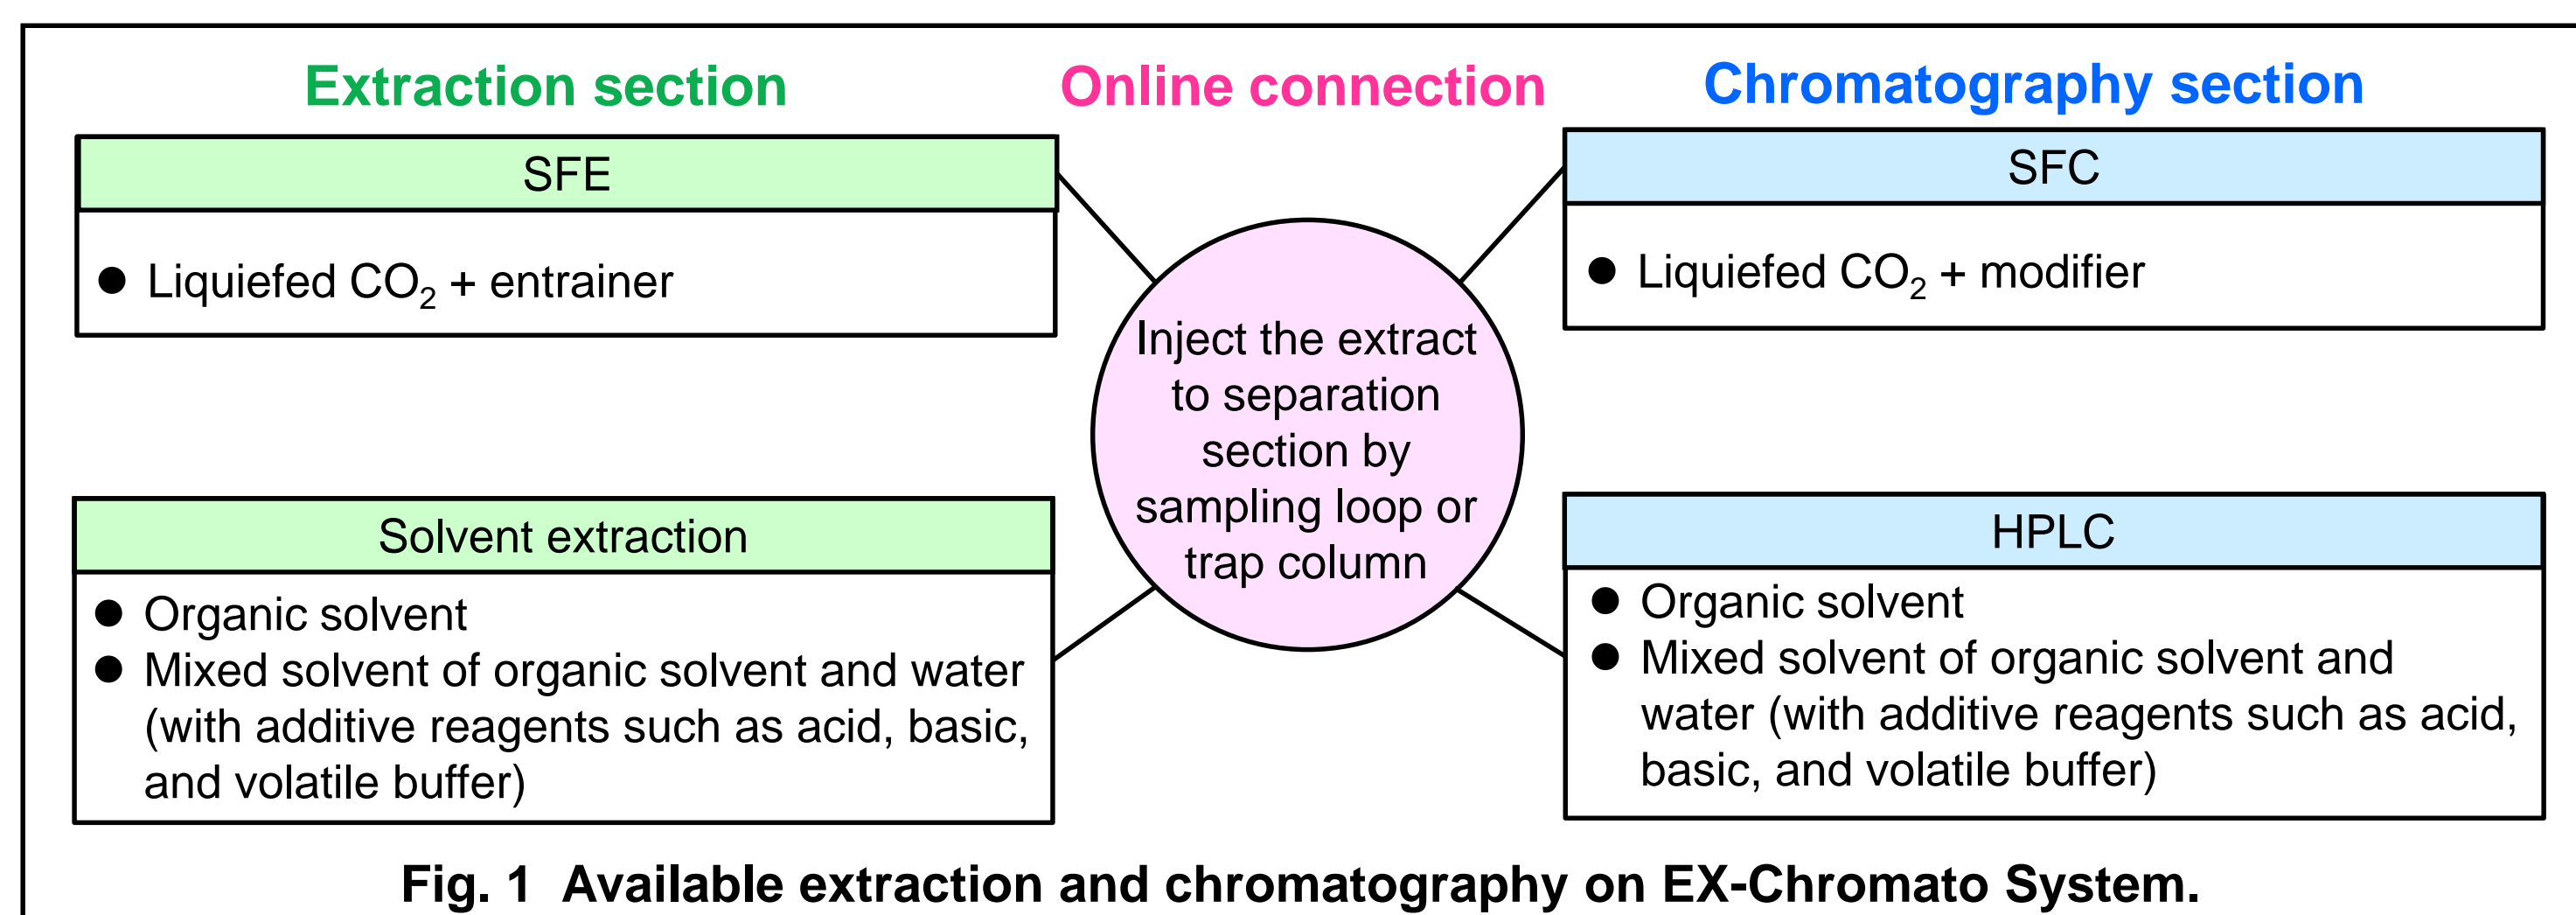 Extraction section
Online connection
Chromatography section
SFE
● Liquiefed CO₂ + entrainer
Solvent extraction
● Organic solvent
● Mixed solvent of organic solvent and water
(with additive reagents such as acid, basic,
and volatile buffer)
Inject the extract
to separation
section by
sampling loop or
trap column
SFC
● Liquiefed CO₂ + modifier
HPLC
● Organic solvent
● Mixed solvent of organic solvent and
water (with additive reagents such as acid,
basic, and volatile buffer)
Fig. 1 Available extraction and chromatography on EX-Chromato System.